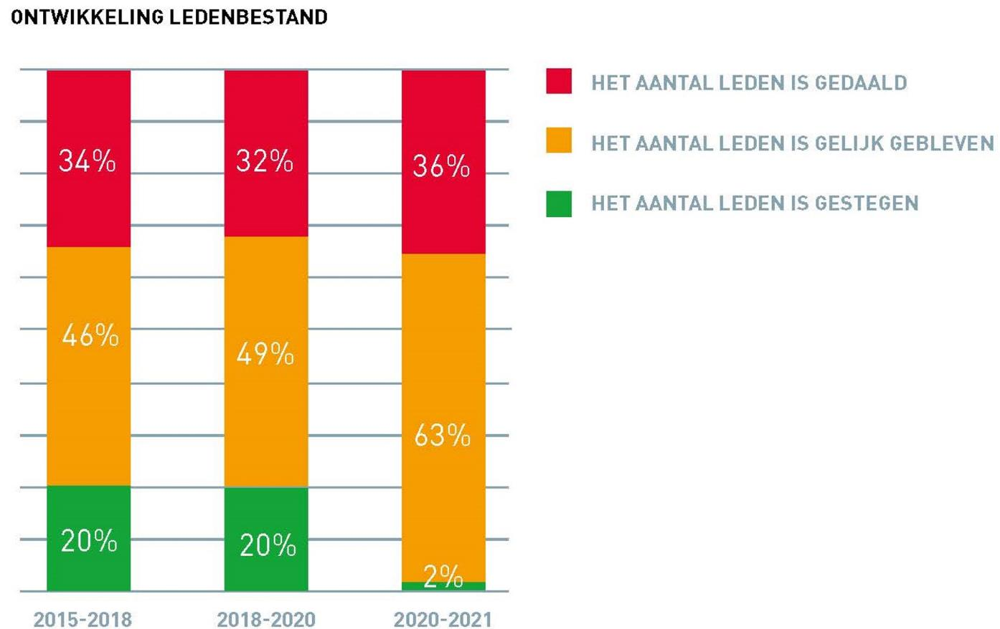 ONTWIKKELING LEDENBESTAND
HET AANTAL LEDEN IS GEDAALD
HET AANTAL LEDEN IS GELIJK GEBLEVEN
HET AANTAL LEDEN IS GESTEGEN
34% 32% 36%
46% 49% 63%
20% 20% 2%
2015-2018 2018-2020 2020-2021